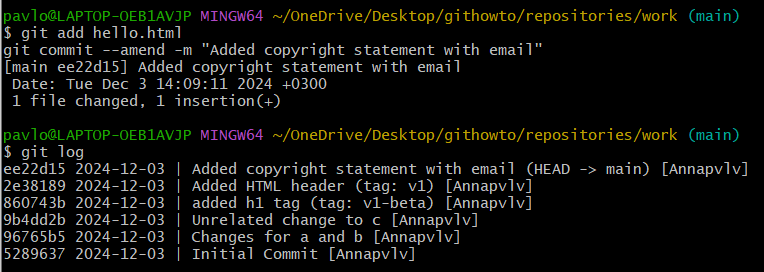 pavlo@LAPTOP-OEB1AVJP MINGW64 ~/OneDrive/Desktop/githowto/repositories/work (main)
$ git add hello.html
git commit --amend -m "Added copyright statement with email"
[main ee22d15] Added copyright statement with email
 Date: Tue Dec 3 14:09:11 2024 +0300
 1 file changed, 1 insertion(+)
pavlo@LAPTOP-OEB1AVJP MINGW64 ~/OneDrive/Desktop/githowto/repositories/work (main)
$ git log
ee22d15 2024-12-03 | Added copyright statement with email (HEAD -> main) [Annapvlv]
2e38189 2024-12-03 | Added HTML header (tag: v1) [Annapvlv]
860743b 2024-12-03 | added h1 tag (tag: v1-beta) [Annapvlv]
9b4dd2b 2024-12-03 | Unrelated change to c [Annapvlv]
96765b5 2024-12-03 | Changes for a and b [Annapvlv]
5289637 2024-12-03 | Initial Commit [Annapvlv]